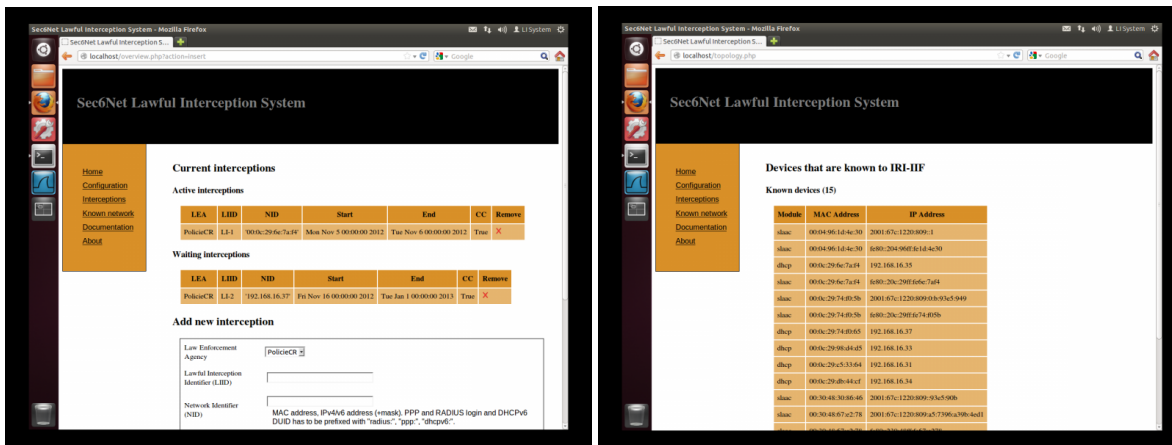 Sec6Net Lawful Interception System - Mozilla Firefox
LI System
Sec6Net Lawful Interception S...
localhost/overview.php?action=insert
Google
Sec6Net Lawful Interception System
Home
Configuration
Interceptions
Known network
Documentation
About
Current interceptions
Active interceptions
LEA LIID NID Start End CC Remove
PolicieCR LI-1 '00:0c:29:6e:7a:f4' Mon Nov 5 00:00:00 2012 Tue Nov 6 00:00:00 2012 True X
Waiting interceptions
LEA LIID NID Start End CC Remove
PolicieCR LI-2 '192.168.16.37' Fri Nov 16 00:00:00 2012 Tue Jan 1 00:00:00 2013 True X
Add new interception
Law Enforcement
Agency
PolicieCR
Lawful Interception
Identifier (LIID)
Network Identifier
(NID)
MAC address, IPv4/v6 address (+mask). PPP and RADIUS login and DHCPv6
DUID has to be prefixed with "radius:", "ppp:", "dhcpv6:".
Sec6Net Lawful Interception System - Mozilla Firefox
LI System
Sec6Net Lawful Interception S...
localhost/topology.php
Google
Sec6Net Lawful Interception System
Home
Configuration
Interceptions
Known network
Documentation
About
Devices that are known to IRI-IIF
Known devices (15)
Module MAC Address IP Address
slaac 00:04:96:1d:4e:30 2001:67c:1220:809::1
slaac 00:04:96:1d:4e:30 fe80::204:96ff:fe1d:4e30
dhcp 00:0c:29:6e:7a:f4 192.168.16.35
slaac 00:0c:29:6e:7a:f4 fe80::20c:29ff:fe6e:7af4
slaac 00:0c:29:74:f0:5b 2001:67c:1220:809:0:b:93e5:949
slaac 00:0c:29:74:f0:5b fe80::20c:29ff:fe74:f05b
dhcp 00:0c:29:74:f0:65 192.168.16.37
dhcp 00:0c:29:98:d4:d5 192.168.16.33
dhcp 00:0c:29:c5:33:64 192.168.16.31
dhcp 00:0c:29:db:44:cf 192.168.16.34
slaac 00:30:48:30:86:46 2001:67c:1220:809::93e5:90b
slaac 00:30:48:67:e2:78 2001:67c:1220:809:a5:7396:a39b:4ed1